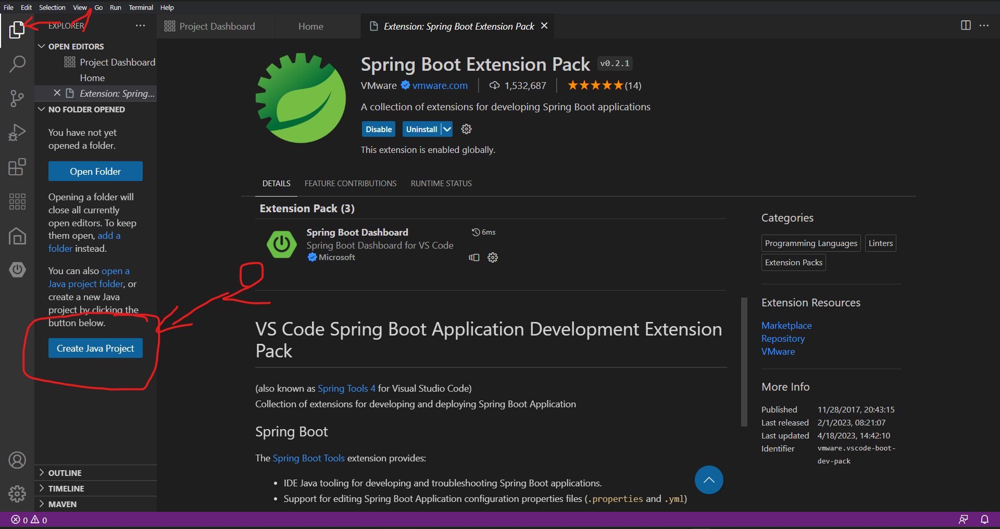 File Edit Selection View Go Run Terminal Help
EXPLORER
OPEN EDITORS
Project Dashboard
Home
Extension: Spring...
NO FOLDER OPENED
You have not yet
opened a folder.
Open Folder
Opening a folder will
close all currently
open editors. To keep
them open, add a
folder instead.
You can also open a
Java project folder, or
create a new Java
project by clicking the
button below.
Create Java Project
OUTLINE
TIMELINE
MAVEN
0 0
Project Dashboard
Home
Extension: Spring Boot Extension Pack
Spring Boot Extension Pack v0.2.1
VMware vmware.com 1,532,687 (14)
A collection of extensions for developing Spring Boot applications
Disable Uninstall
This extension is enabled globally.
DETAILS FEATURE CONTRIBUTIONS RUNTIME STATUS
Extension Pack (3)
Spring Boot Dashboard 6ms
Spring Boot Dashboard for VS Code
Microsoft
VS Code Spring Boot Application Development Extension
Pack
(also known as Spring Tools 4 for Visual Studio Code)
Collection of extensions for developing and deploying Spring Boot Application
Spring Boot
The Spring Boot Tools extension provides:
• IDE Java tooling for developing and troubleshooting Spring Boot applications.
• Support for editing Spring Boot Application configuration properties files (.properties and .yml)
Categories
Programming Languages Linters
Extension Packs
Extension Resources
Marketplace
Repository
VMware
More Info
Published 11/28/2017, 20:43:15
Last released 2/1/2023, 08:21:07
Last updated 4/18/2023, 14:42:10
Identifier vmware.vscode-boot-
dev-pack